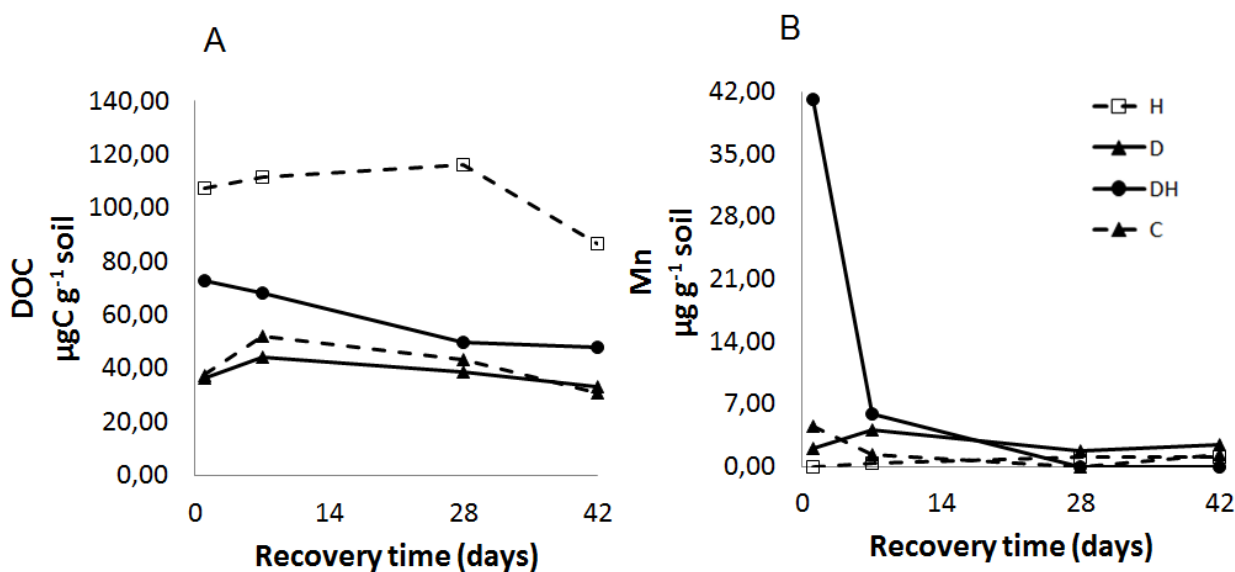 A
140,00
120,00
100,00
80,00
60,00
40,00
20,00
0,00
DOC
µgC g⁻¹ soil
0 14 28 42
Recovery time (days)
B
42,00
35,00
28,00
21,00
14,00
7,00
0,00
Mn
µg g⁻¹ soil
0 14 28 42
Recovery time (days)
H
D
DH
C